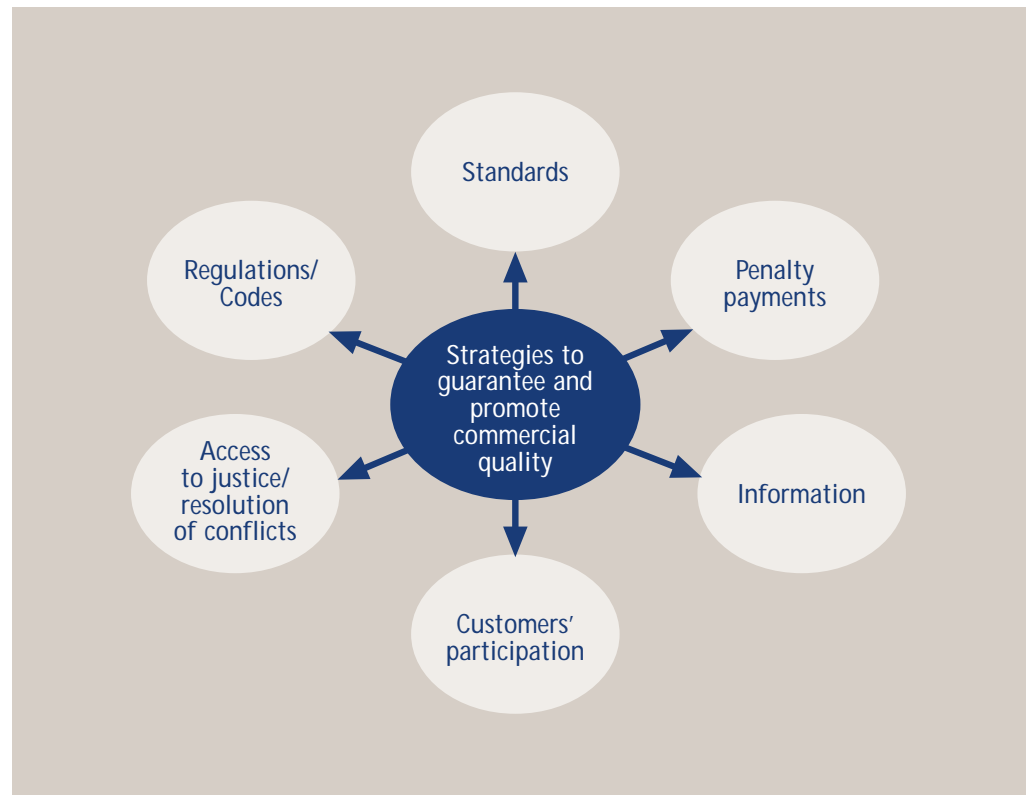 Standards
Penalty
payments
Information
Customers’
participation
Access
to justice/
resolution
of conflicts
Regulations/
Codes
Strategies to
guarantee and
promote
commercial
quality